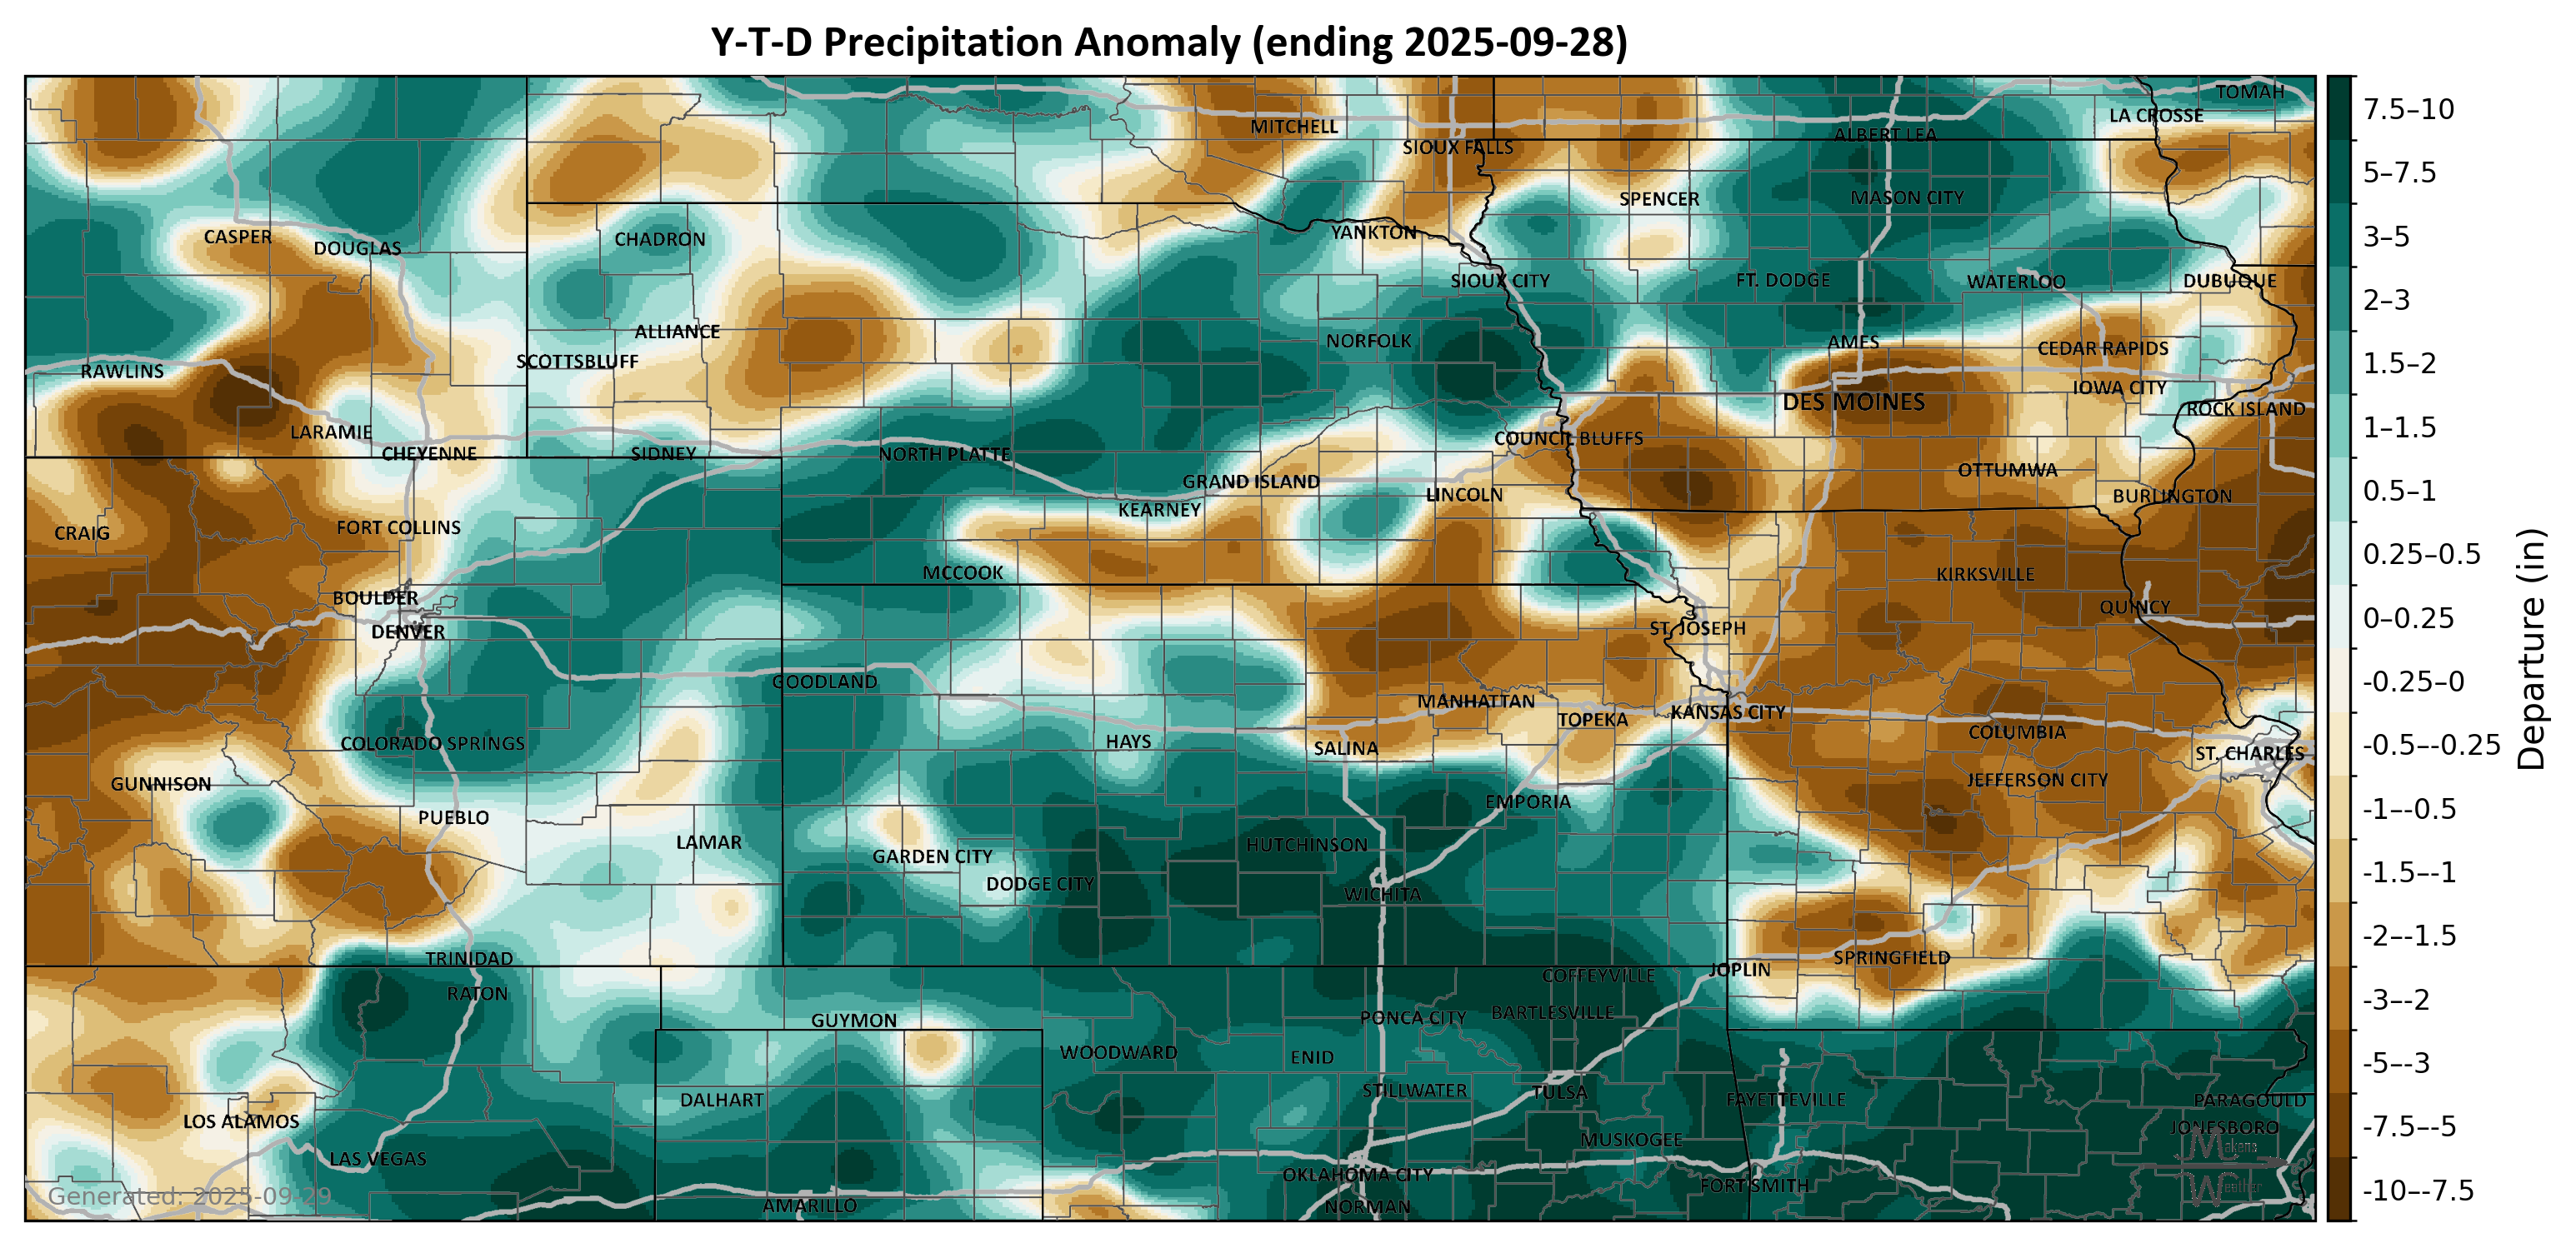 Y-T-D Precipitation Anomaly (ending 2025-09-28)
TOMAH
LA CROSSE
MITCHELL
ALBERT LEA
SIOUX FALLS
SPENCER
MASON CITY
CASPER
DOUGLAS
CHADRON
YANKTON
SIOUX CITY
FT. DODGE
WATERLOO
DUBUQUE
ALLIANCE
NORFOLK
AMES
CEDAR RAPIDS
SCOTTSBLUFF
RAWLINS
IOWA CITY
DES MOINES
ROCK ISLAND
LARAMIE
COUNCIL BLUFFS
CHEYENNE
SIDNEY
NORTH PLATTE
OTTUMWA
GRAND ISLAND
LINCOLN
BURLINGTON
KEARNEY
CRAIG
FORT COLLINS
MCCOOK
KIRKSVILLE
BOULDER
QUINCY
DENVER
ST. JOSEPH
GOODLAND
MANHATTAN
TOPEKA
KANSAS CITY
COLUMBIA
COLORADO SPRINGS
HAYS
SALINA
ST. CHARLES
GUNNISON
JEFFERSON CITY
PUEBLO
EMPORIA
LAMAR
GARDEN CITY
HUTCHINSON
DODGE CITY
WICHITA
TRINIDAD
SPRINGFIELD
JOPLIN
COFFEYVILLE
RATON
GUYMON
PONCA CITY
BARTLESVILLE
WOODWARD
ENID
STILLWATER
TULSA
DALHART
FAYETTEVILLE
PARAGOULD
LOS ALAMOS
JONESBORO
MUSKOGEE
LAS VEGAS
OKLAHOMA CITY
FORT SMITH
AMARILLO
NORMAN
Generated: 2025-09-29
Makens
Weather
7.5–10
5–7.5
3–5
2–3
1.5–2
1–1.5
0.5–1
0.25–0.5
0–0.25
-0.25–0
-0.5–-0.25
-1–-0.5
-1.5–-1
-2–-1.5
-3–-2
-5–-3
-7.5–-5
-10–-7.5
Departure (in)